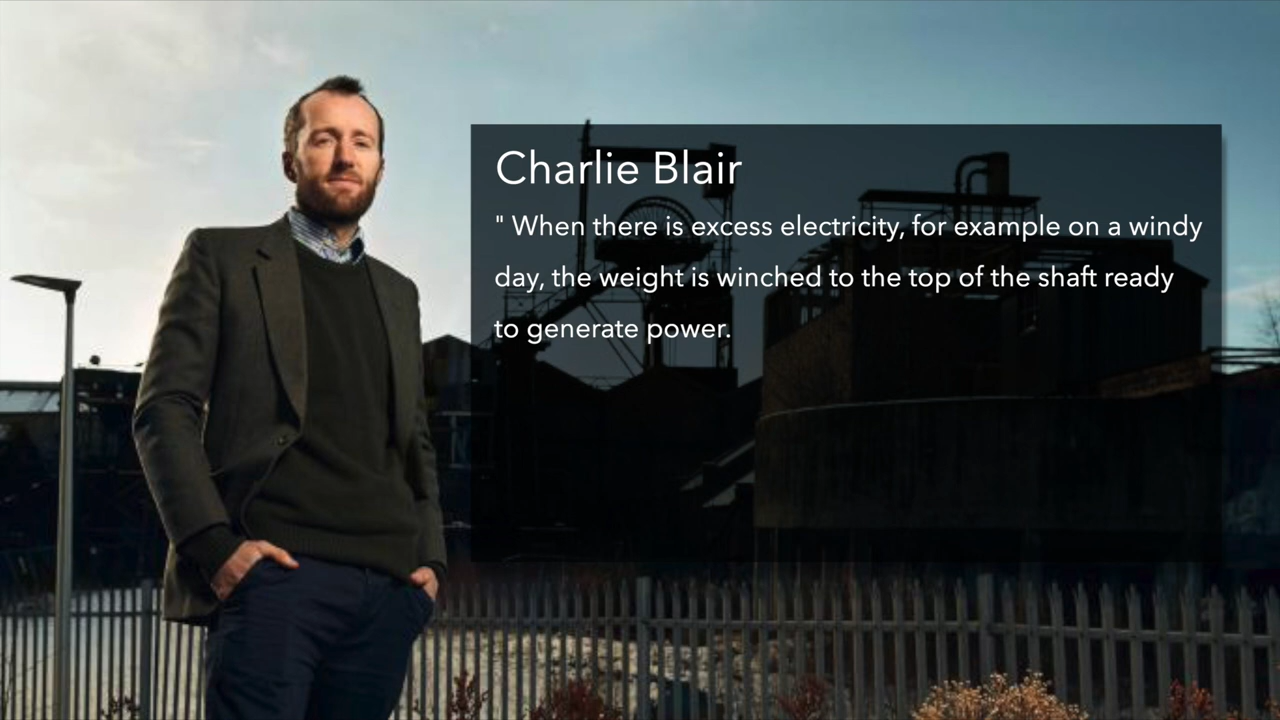 Charlie Blair
" When there is excess electricity, for example on a windy
day, the weight is winched to the top of the shaft ready
to generate power.